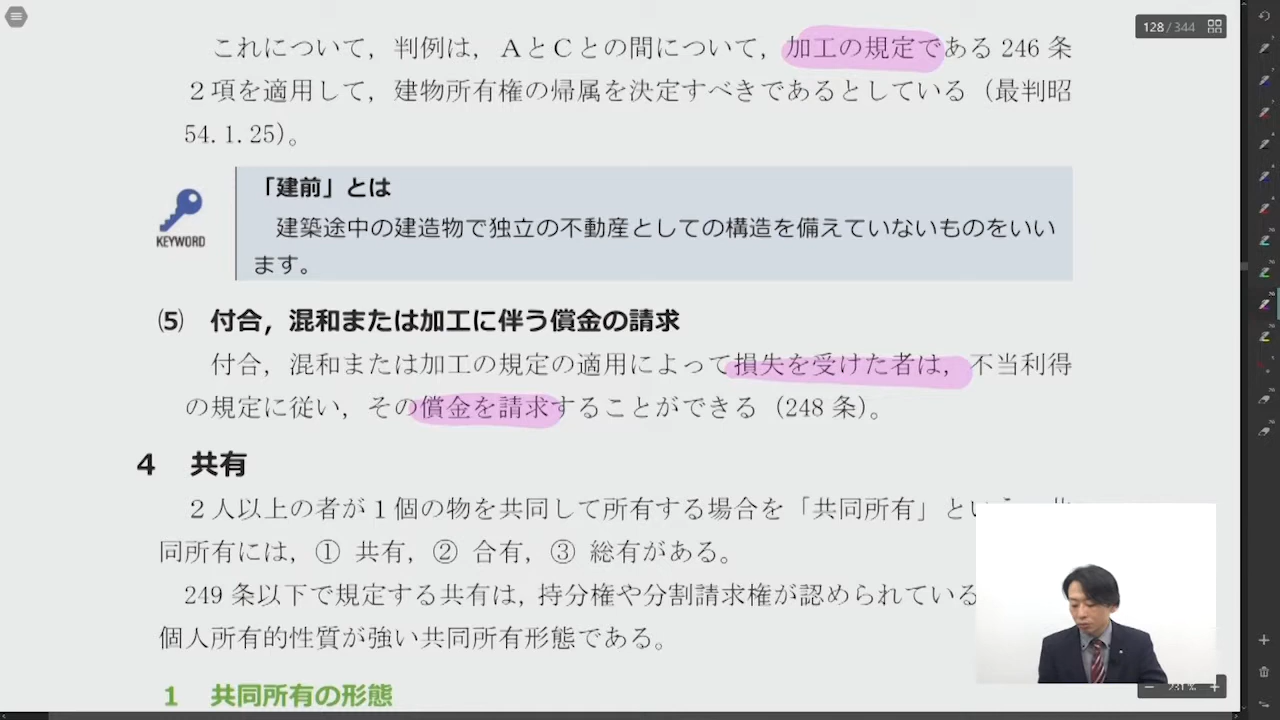 これについて，判例は，ＡとＣとの間について，加工の規定である 246 条
２項を適用して，建物所有権の帰属を決定すべきであるとしている（最判昭
54.1.25）。
128 / 344
「建前」とは
建築途中の建造物で独立の不動産としての構造を備えていないものをいい
ます。
KEYWORD
⑸ 付合，混和または加工に伴う償金の請求
付合，混和または加工の規定の適用によって損失を受けた者は，不当利得
の規定に従い，その償金を請求することができる（248 条）。
４ 共有
２人以上の者が１個の物を共同して所有する場合を「共同所有」と
同所有には，① 共有，② 合有，③ 総有がある。
249 条以下で規定する共有は，持分権や分割請求権が認められている
個人所有的性質が強い共同所有形態である。
１ 共同所有の形態